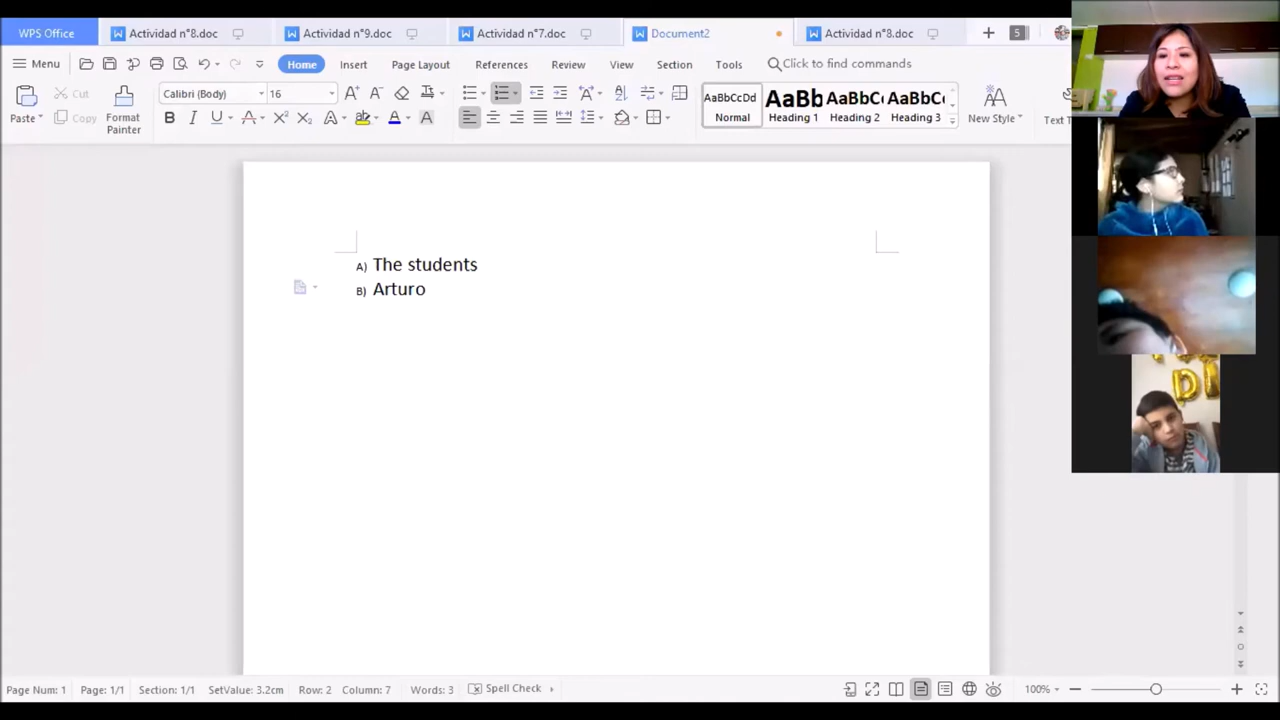 WPS Office
Actividad n°8.doc
Actividad n°9.doc
Actividad n°7.doc
Document2
Actividad n°8.doc
5
Menu
Home
Insert
Page Layout
References
Review
View
Section
Tools
Click to find commands
Paste
Cut
Copy
Format
Painter
Calibri (Body)
16
AaBbCcDd
Normal
AaBb
Heading 1
AaBbC
Heading 2
AaBbC
Heading 3
New Style
Text T
A) The students
B) Arturo
DI
Page Num: 1
Page: 1/1
Section: 1/1
SetValue: 3.2cm
Row: 2
Column: 7
Words: 3
Spell Check
100%